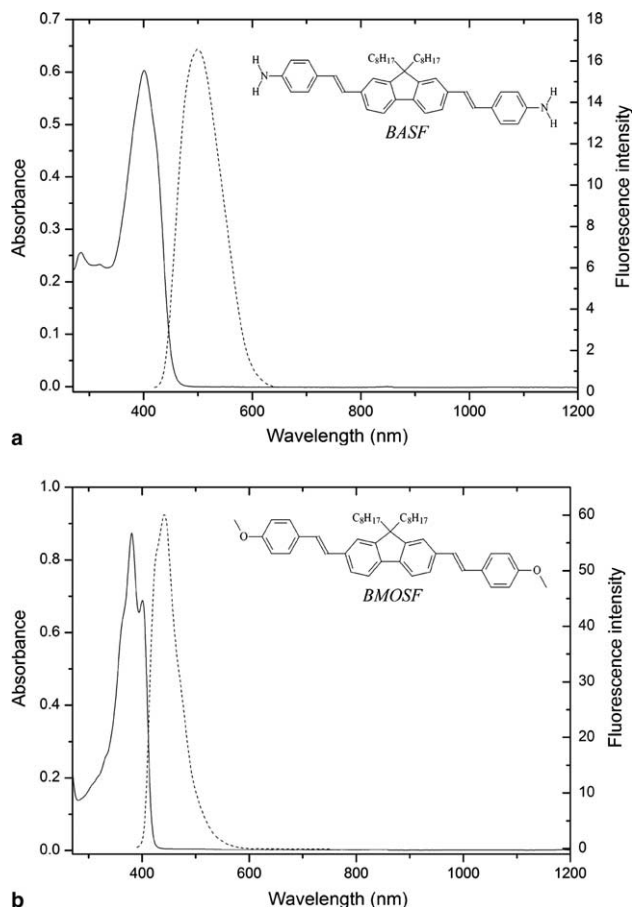 0.7
0.6
0.5
0.4
0.3
0.2
0.1
0.0
Absorbance
18
16
14
12
10
8
6
4
2
0
Fluorescence intensity
C₈H₁₇ C₈H₁₇
H N H
N H H
BASF
400 600 800 1000 1200
Wavelength (nm)
a
1.0
0.8
0.6
0.4
0.2
0.0
Absorbance
60
50
40
30
20
10
0
Fluorescence intensity
C₈H₁₇ C₈H₁₇
O
O
BMOSF
400 600 800 1000 1200
Wavelength (nm)
b